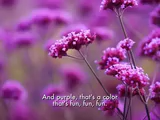 And purple, that's a color
that's fun, fun, fun.